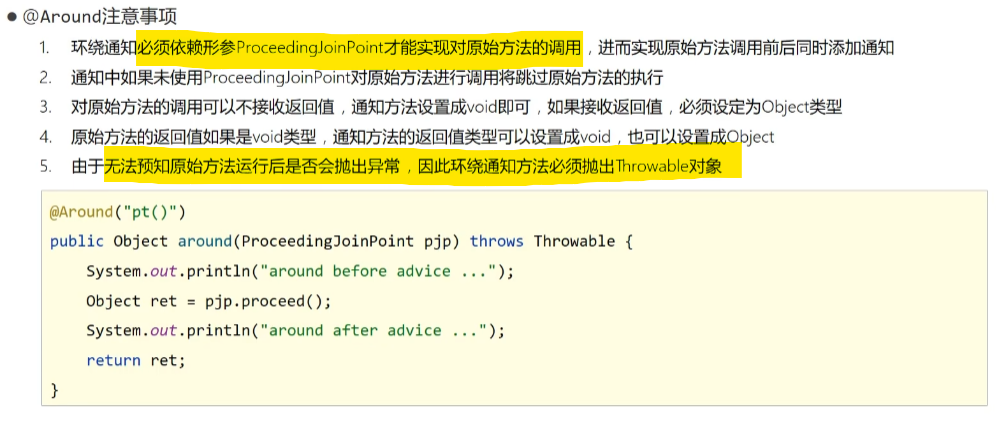 ● @Around注意事项
1. 环绕通知必须依赖形参ProceedingJoinPoint才能实现对原始方法的调用，进而实现原始方法调用前后同时添加通知
2. 通知中如果未使用ProceedingJoinPoint对原始方法进行调用将跳过原始方法的执行
3. 对原始方法的调用可以不接收返回值，通知方法设置成void即可，如果接收返回值，必须设定为Object类型
4. 原始方法的返回值如果是void类型，通知方法的返回值类型可以设置成void，也可以设置成Object
5. 由于无法预知原始方法运行后是否会抛出异常，因此环绕通知方法必须抛出Throwable对象
@Around("pt()")
public Object around(ProceedingJoinPoint pjp) throws Throwable {
    System.out.println("around before advice ...");
    Object ret = pjp.proceed();
    System.out.println("around after advice ...");
    return ret;
}